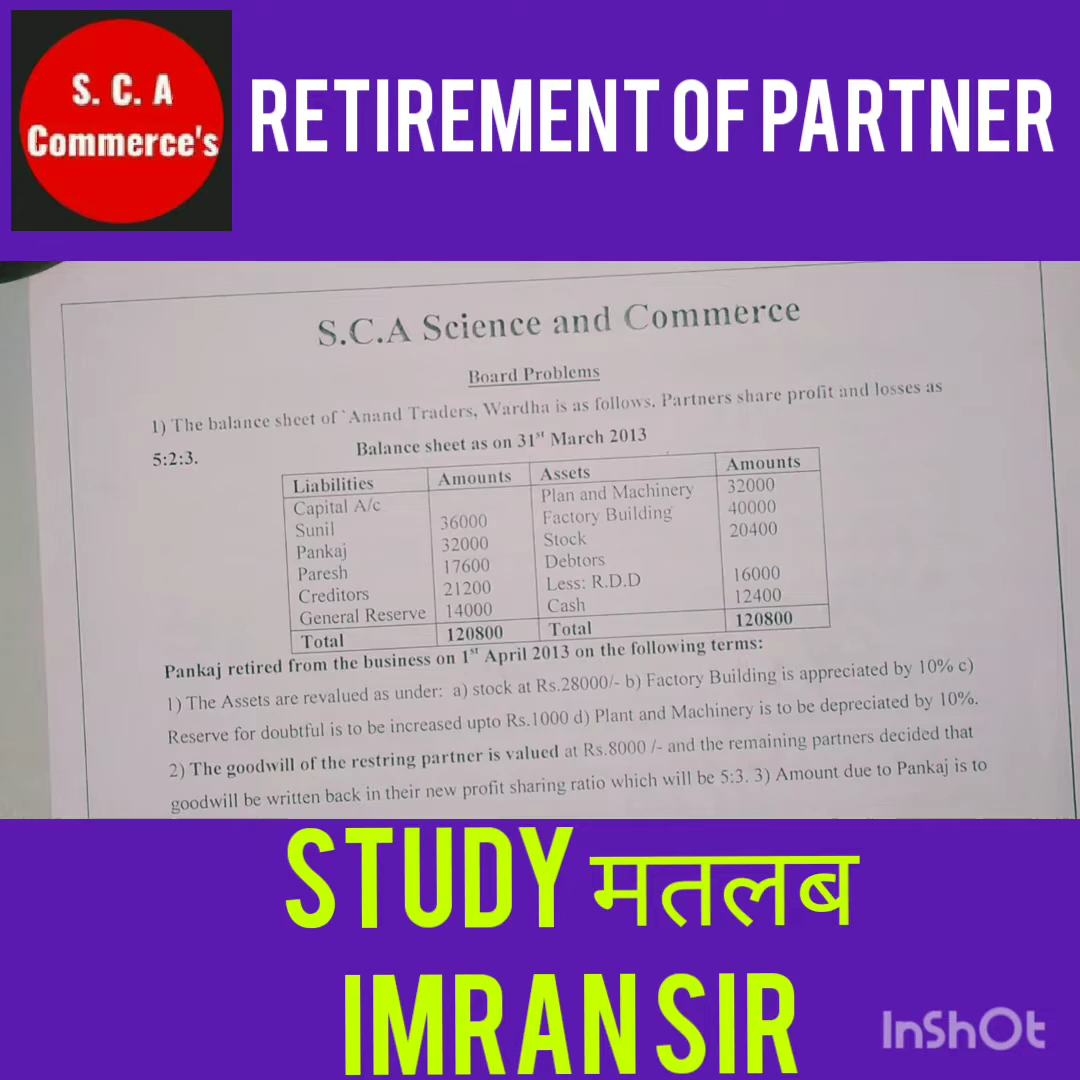 S. C. A
Commerce's
RETIREMENT OF PARTNER
S.C.A Science and Commerce
Board Problems
1) The balance sheet of `Anand Traders, Wardha is as follows. Partners share profit and losses as
5:2:3.
Balance sheet as on 31st March 2013
Liabilities Amounts Assets Amounts
Capital A/c Plan and Machinery 32000
Sunil 36000 Factory Building 40000
Pankaj 32000 Stock 20400
Paresh 17600 Debtors
Creditors 21200 Less: R.D.D 16000
General Reserve 14000 Cash 12400
Total 120800 Total 120800
Pankaj retired from the business on 1st April 2013 on the following terms:
1) The Assets are revalued as under: a) stock at Rs.28000/- b) Factory Building is appreciated by 10% c)
Reserve for doubtful is to be increased upto Rs.1000 d) Plant and Machinery is to be depreciated by 10%.
2) The goodwill of the restring partner is valued at Rs.8000 /- and the remaining partners decided that
goodwill be written back in their new profit sharing ratio which will be 5:3. 3) Amount due to Pankaj is to
STUDY मतलब
IMRAN SIR
InShOt